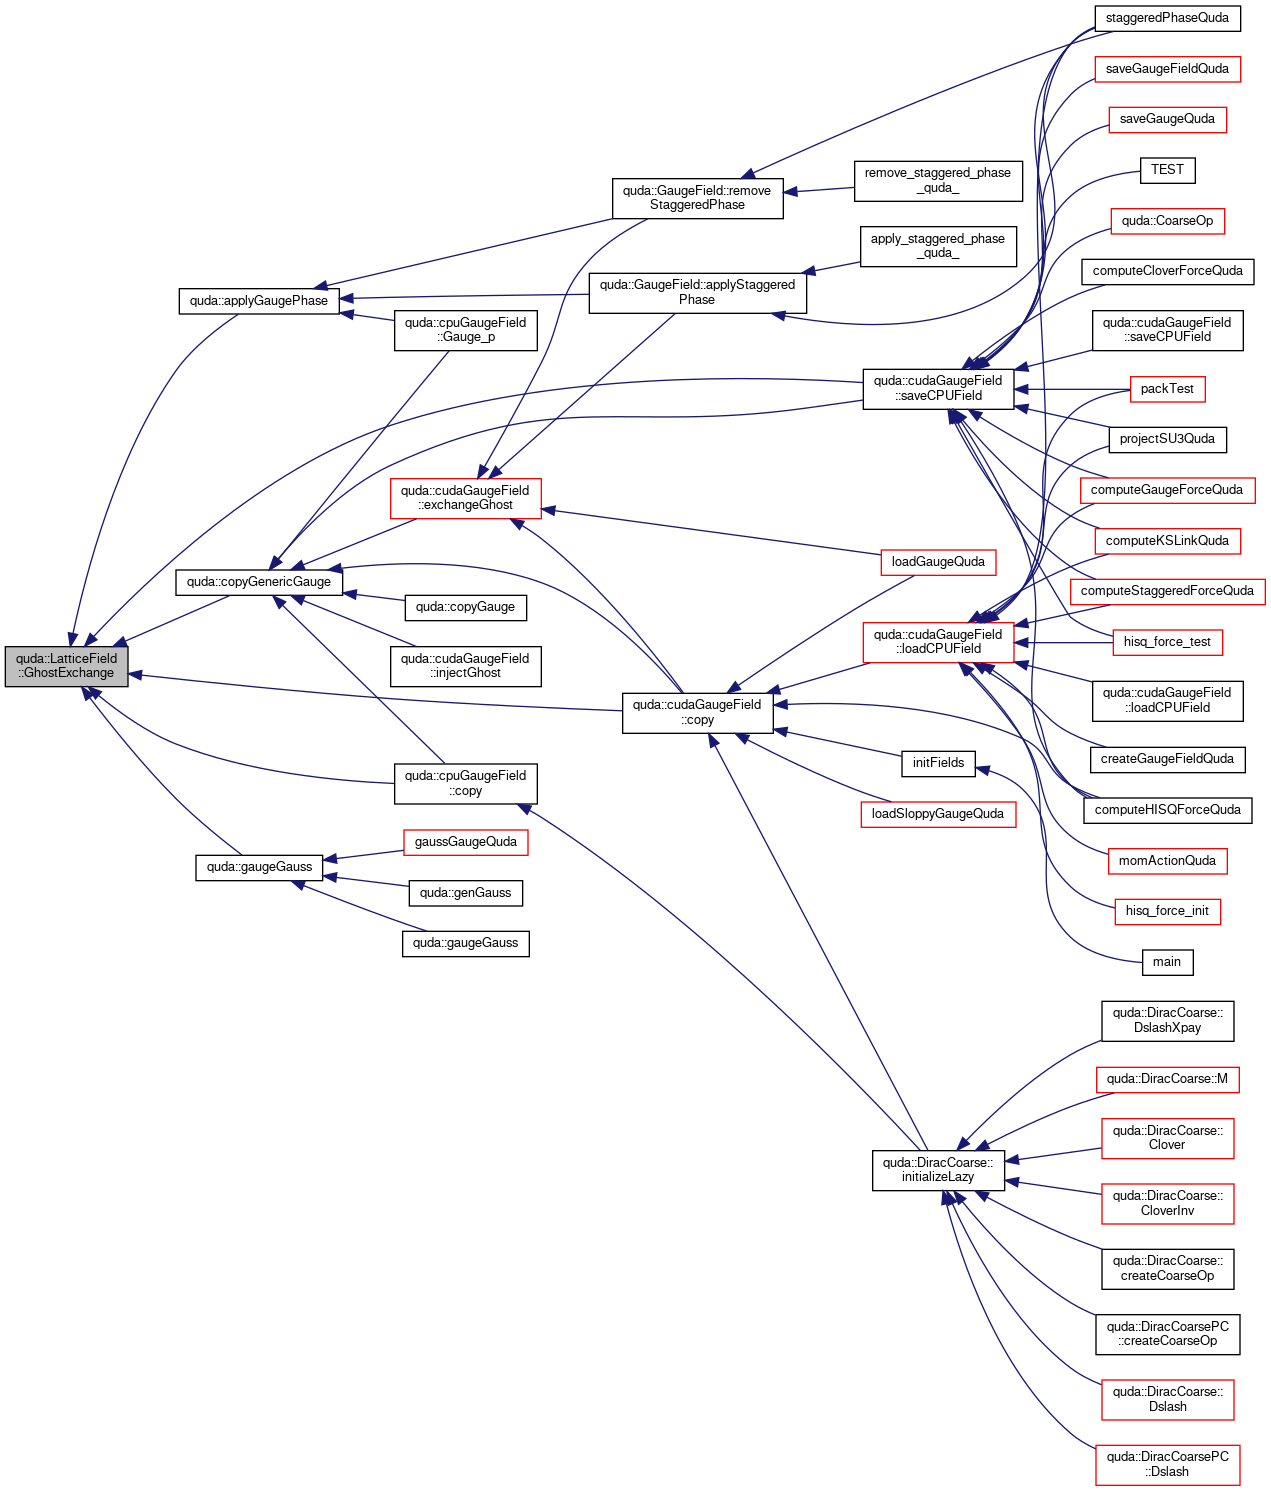 staggeredPhaseQuda
saveGaugeFieldQuda
saveGaugeQuda
TEST
quda::CoarseOp
computeCloverForceQuda
quda::cudaGaugeField
::saveCPUField
packTest
projectSU3Quda
computeGaugeForceQuda
computeKSLinkQuda
computeStaggeredForceQuda
hisq_force_test
quda::cudaGaugeField
::loadCPUField
createGaugeFieldQuda
computeHISQForceQuda
momActionQuda
hisq_force_init
main
quda::DiracCoarse::
DslashXpay
quda::DiracCoarse::M
quda::DiracCoarse::
Clover
quda::DiracCoarse::
CloverInv
quda::DiracCoarse::
createCoarseOp
quda::DiracCoarsePC
::createCoarseOp
quda::DiracCoarse::
Dslash
quda::DiracCoarsePC
::Dslash
remove_staggered_phase
_quda_
apply_staggered_phase
_quda_
quda::cudaGaugeField
::saveCPUField
loadGaugeQuda
quda::cudaGaugeField
::loadCPUField
initFields
loadSloppyGaugeQuda
quda::DiracCoarse::
initializeLazy
quda::GaugeField::remove
StaggeredPhase
quda::GaugeField::applyStaggered
Phase
quda::cudaGaugeField
::copy
quda::cpuGaugeField
::Gauge_p
quda::cudaGaugeField
::exchangeGhost
quda::copyGauge
quda::cudaGaugeField
::injectGhost
quda::cpuGaugeField
::copy
gaussGaugeQuda
quda::genGauss
quda::gaugeGauss
quda::applyGaugePhase
quda::copyGenericGauge
quda::gaugeGauss
quda::LatticeField
::GhostExchange